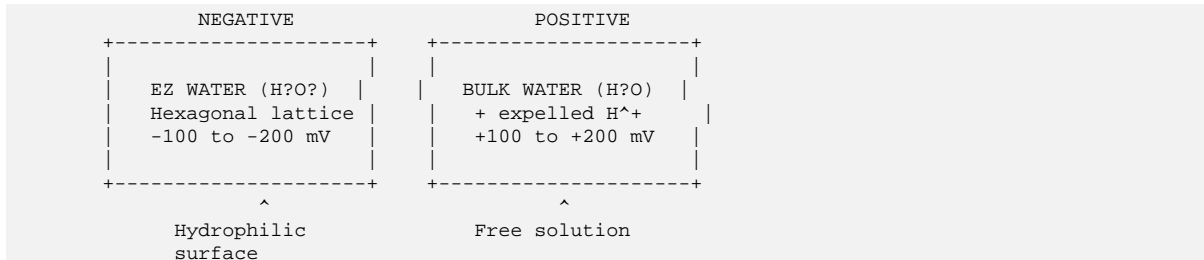 NEGATIVE POSITIVE
EZ WATER (H?O?) BULK WATER (H?O)
Hexagonal lattice + expelled H^+
-100 to -200 mV +100 to +200 mV
^ ^
Hydrophilic Free solution
surface